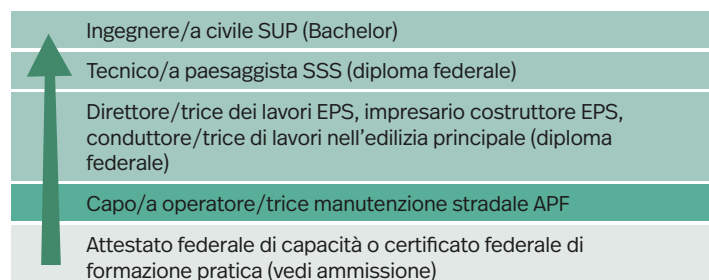 Ingegnere/a civile SUP (Bachelor)
Tecnico/a paesaggista SSS (diploma federale)
Direttore/trice dei lavori EPS, impresario costruttore EPS,
conduttore/trice di lavori nell'edilizia principale (diploma
federale)
Capo/a operatore/trice manutenzione stradale APF
Attestato federale di capacità o certificato federale di
formazione pratica (vedi ammissione)